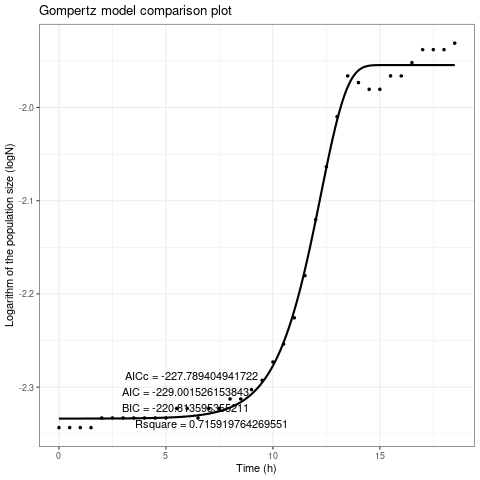 Gompertz model comparison plot
Logarithm of the population size (logN)
-2.0
-2.1
-2.2
-2.3
AICc = -227.789404941722
AIC = -229.001526153843
Rsquare = 0.715919764269551
0
5
10
15
Time (h)